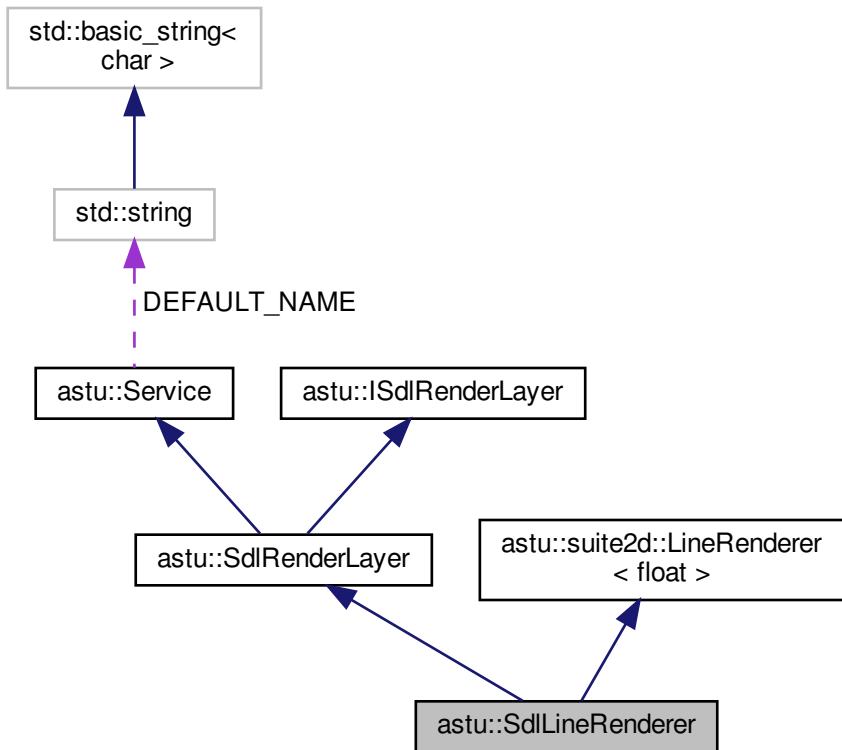 std::basic_string<
char >
std::string
DEFAULT_NAME
astu::Service
astu::ISdlRenderLayer
astu::SdlRenderLayer
astu::suite2d::LineRenderer
< float >
astu::SdlLineRenderer